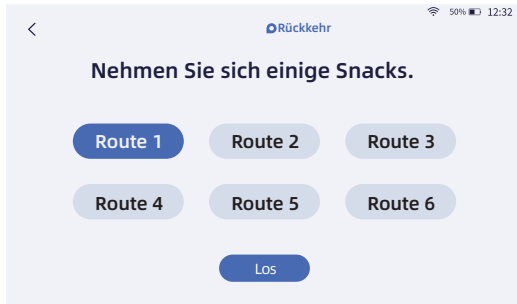 50% 12:32
Rückkehr
Nehmen Sie sich einige Snacks.
Route 1 Route 2 Route 3
Route 4 Route 5 Route 6
Los